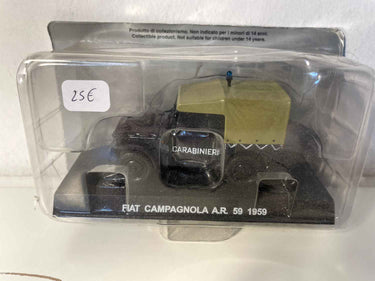 Prodotto di collezionismo. Non indicato per i minori di 14 anni.
Collectible product. Not suitable for children under 14 years.
25€
CARABINIERI
FIAT CAMPAGNOLA A.R. 59 1959